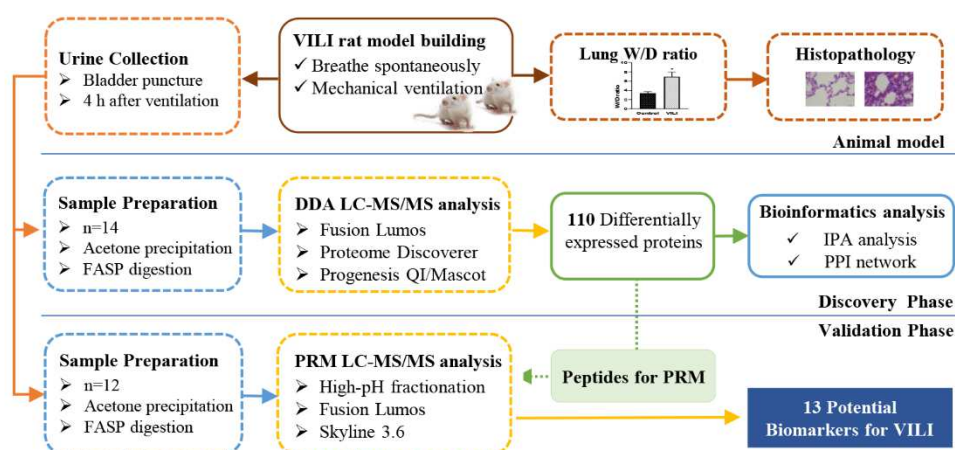 Urine Collection
➤ Bladder puncture
➤ 4 h after ventilation
VILI rat model building
✓ Breathe spontaneously
✓ Mechanical ventilation
Lung W/D ratio
W/D ratio
Control VILI
Histopathology
Animal model
Sample Preparation
➤ n=14
➤ Acetone precipitation
➤ FASP digestion
DDA LC-MS/MS analysis
➤ Fusion Lumos
➤ Proteome Discoverer
➤ Progenesis QI/Mascot
110 Differentially
expressed proteins
Bioinformatics analysis
✓ IPA analysis
✓ PPI network
Discovery Phase
Validation Phase
Sample Preparation
➤ n=12
➤ Acetone precipitation
➤ FASP digestion
PRM LC-MS/MS analysis
➤ High-pH fractionation
➤ Fusion Lumos
➤ Skyline 3.6
Peptides for PRM
13 Potential
Biomarkers for VILI